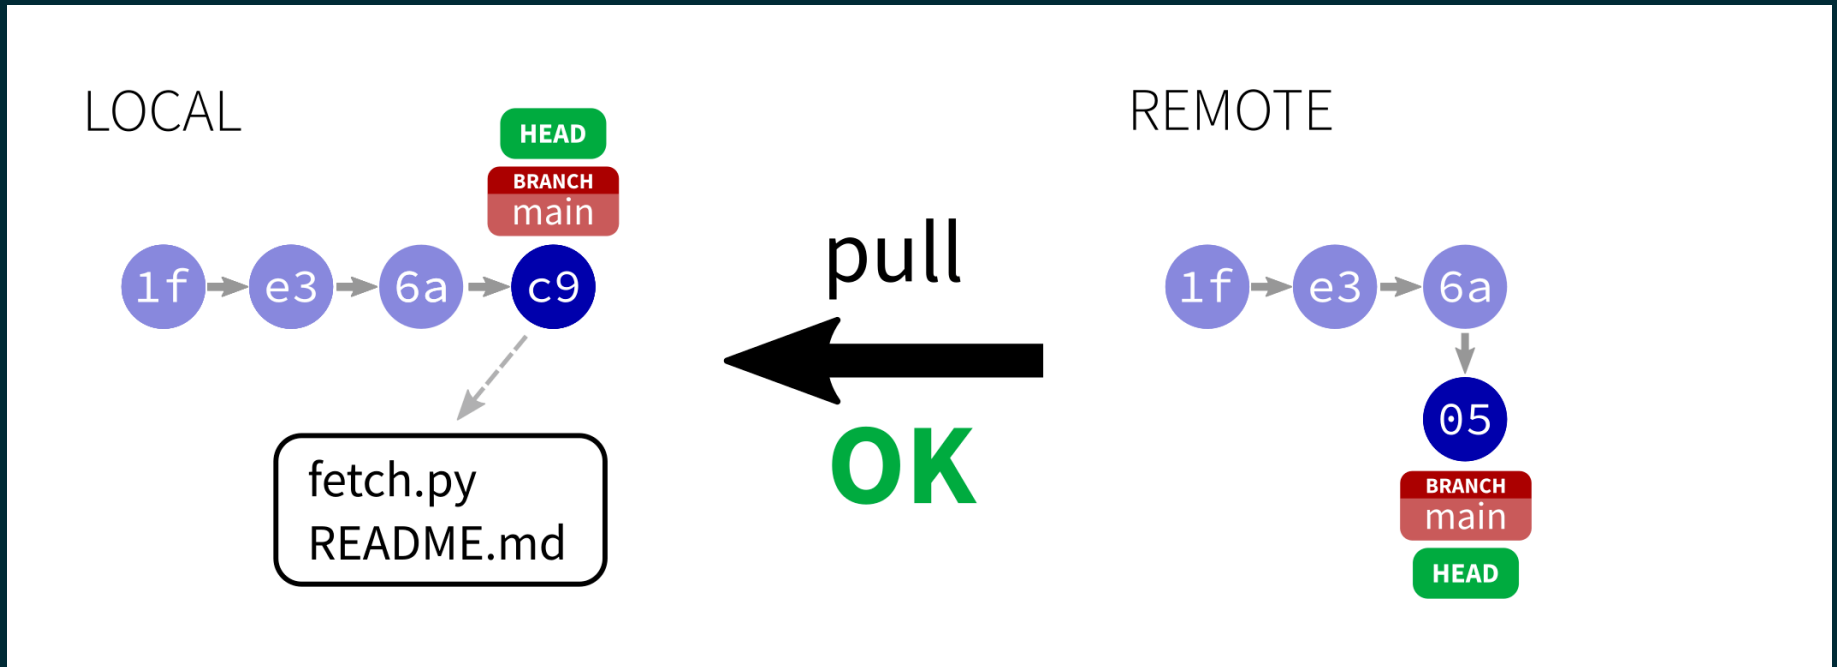 LOCAL
HEAD
BRANCH
main
1f
e3
6a
c9
fetch.py
README.md
pull
OK
REMOTE
1f
e3
6a
05
BRANCH
main
HEAD